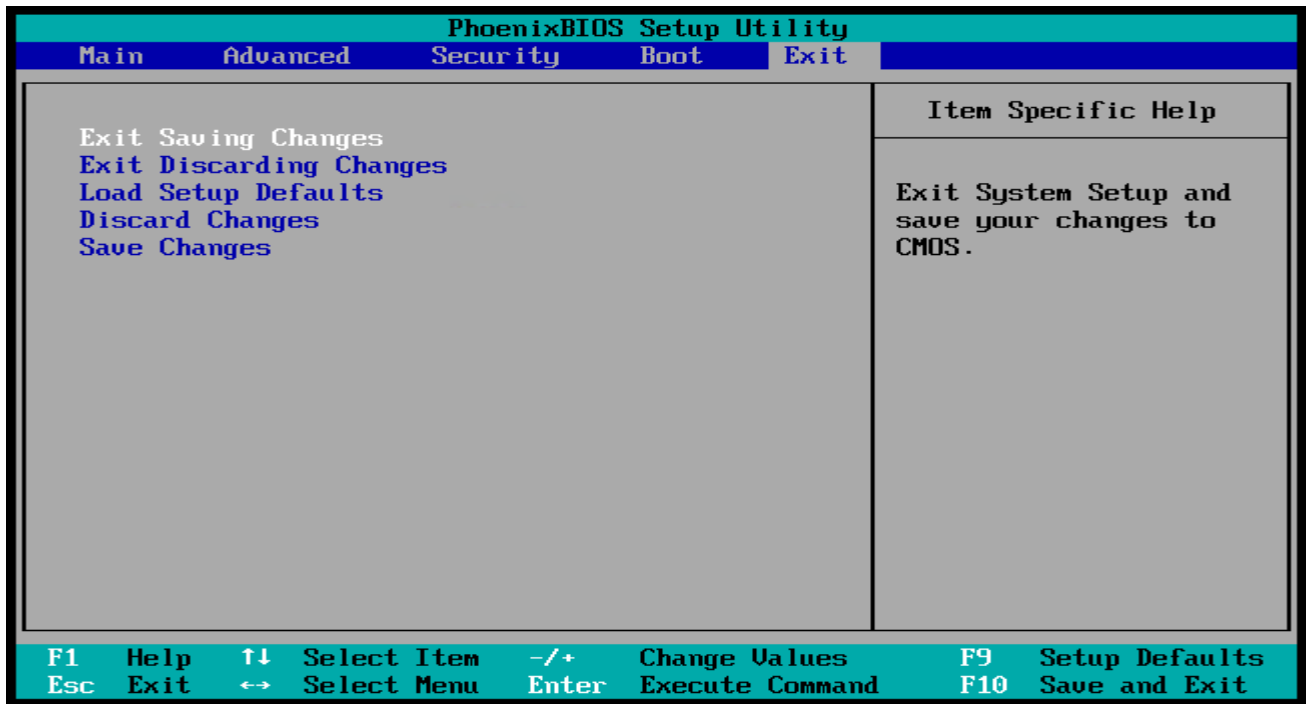 PhoenixBIOS Setup Utility
Main Advanced Security Boot Exit
Exit Saving Changes
Exit Discarding Changes
Load Setup Defaults
Discard Changes
Save Changes
Item Specific Help
Exit System Setup and
save your changes to
CMOS.
F1 Help ↑↓ Select Item -/+ Change Values F9 Setup Defaults
Esc Exit ↔ Select Menu Enter Execute Command F10 Save and Exit